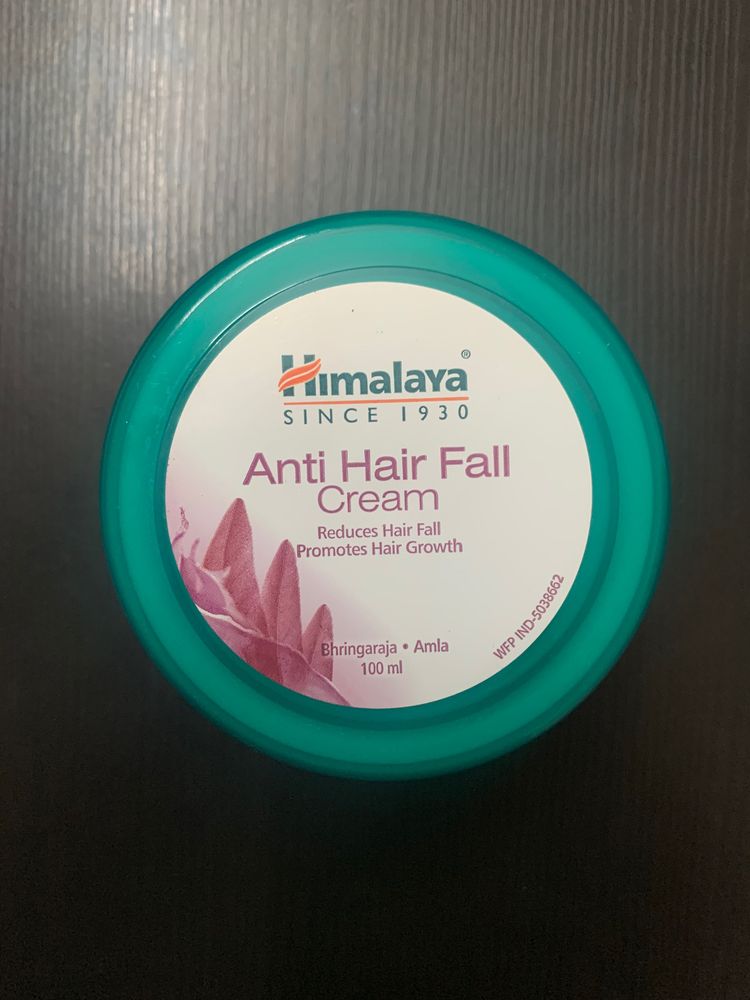 Himalaya®
SINCE 1930
Anti Hair Fall
Cream
Reduces Hair Fall
Promotes Hair Growth
Bhringaraja • Amla
100 ml
WFP IND-5038662